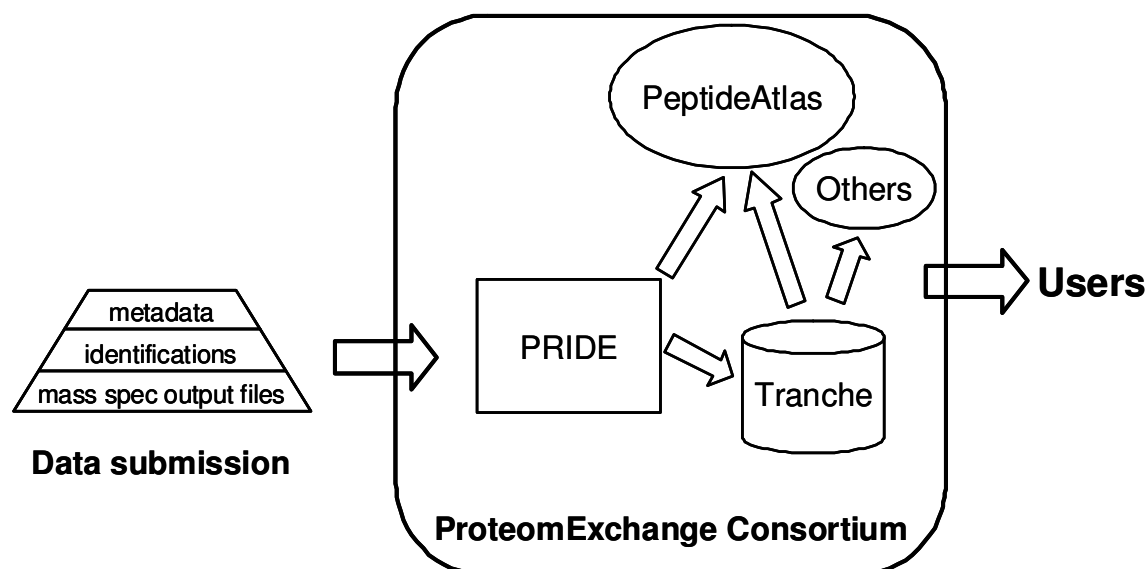 PeptideAtlas
Others
Users
metadata
identifications
mass spec output files
Data submission
PRIDE
Tranche
ProteomExchange Consortium